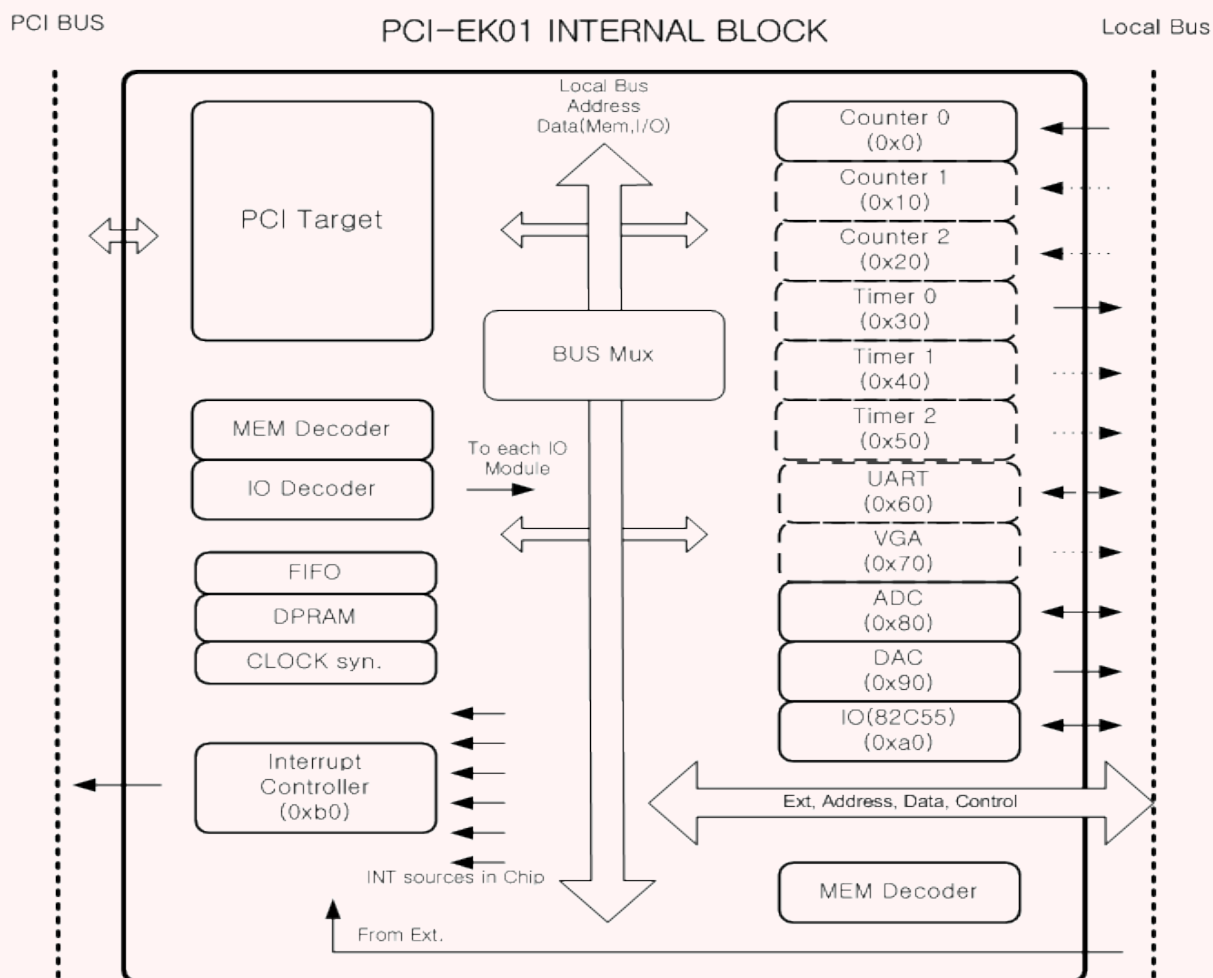 PCI BUS
PCI-EK01 INTERNAL BLOCK
Local Bus
Local Bus
Address
Data(Mem,I/O)
PCI Target
BUS Mux
MEM Decoder
IO Decoder
To each IO
Module
FIFO
DPRAM
CLOCK syn.
Interrupt
Controller
(0xb0)
INT sources in Chip
From Ext.
Counter 0
(0x0)
Counter 1
(0x10)
Counter 2
(0x20)
Timer 0
(0x30)
Timer 1
(0x40)
Timer 2
(0x50)
UART
(0x60)
VGA
(0x70)
ADC
(0x80)
DAC
(0x90)
IO(82C55)
(0xa0)
Ext, Address, Data, Control
MEM Decoder